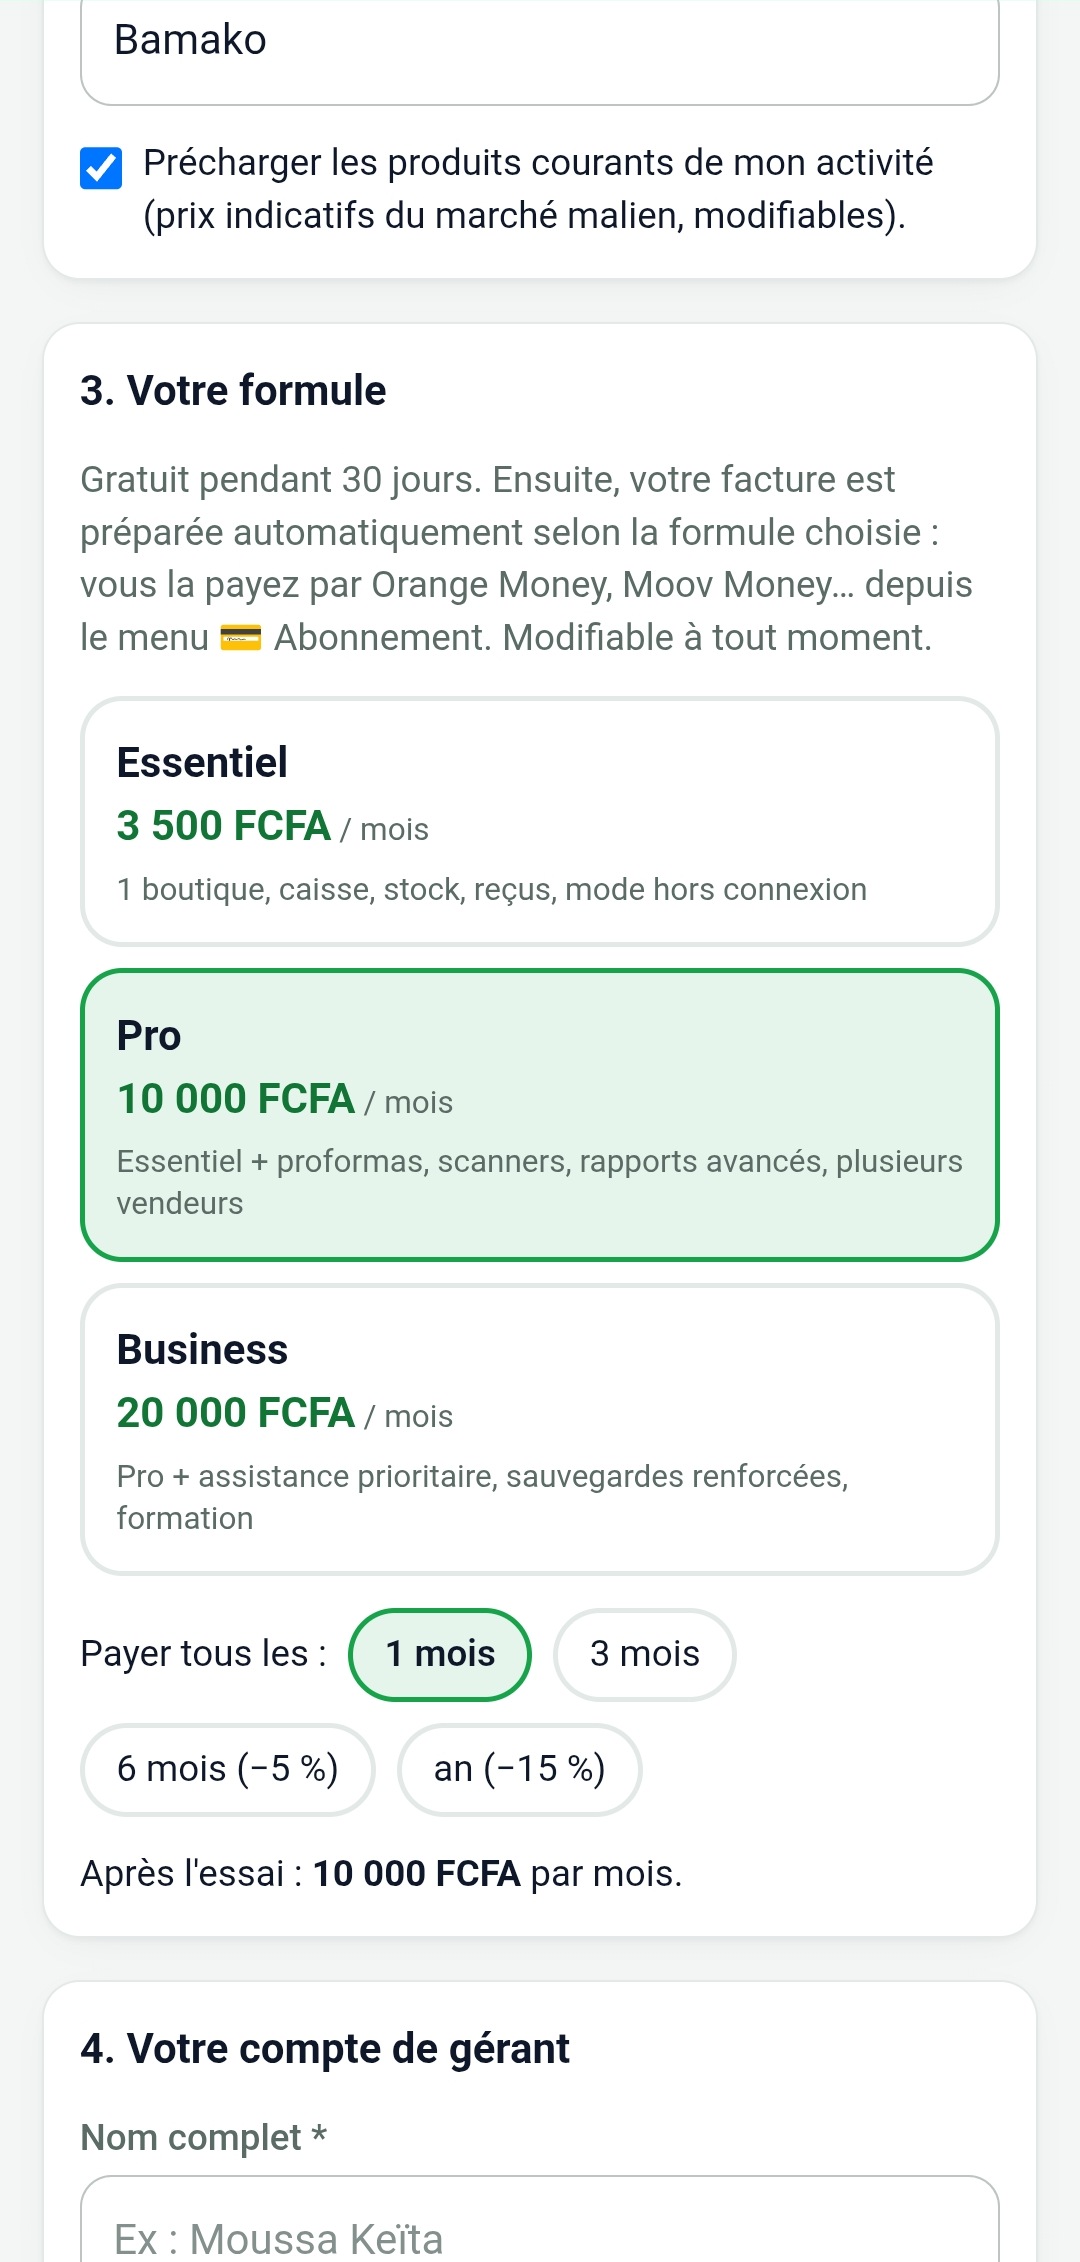 Bamako
Précharger les produits courants de mon activité
(prix indicatifs du marché malien, modifiables).
3. Votre formule
Gratuit pendant 30 jours. Ensuite, votre facture est
préparée automatiquement selon la formule choisie :
vous la payez par Orange Money, Moov Money... depuis
le menu 💳 Abonnement. Modifiable à tout moment.
Essentiel
3 500 FCFA / mois
1 boutique, caisse, stock, reçus, mode hors connexion
Pro
10 000 FCFA / mois
Essentiel + proformas, scanners, rapports avancés, plusieurs
vendeurs
Business
20 000 FCFA / mois
Pro + assistance prioritaire, sauvegardes renforcées,
formation
Payer tous les : 1 mois 3 mois
6 mois (−5 %) an (−15 %)
Après l'essai : 10 000 FCFA par mois.
4. Votre compte de gérant
Nom complet *
Ex : Moussa Keïta